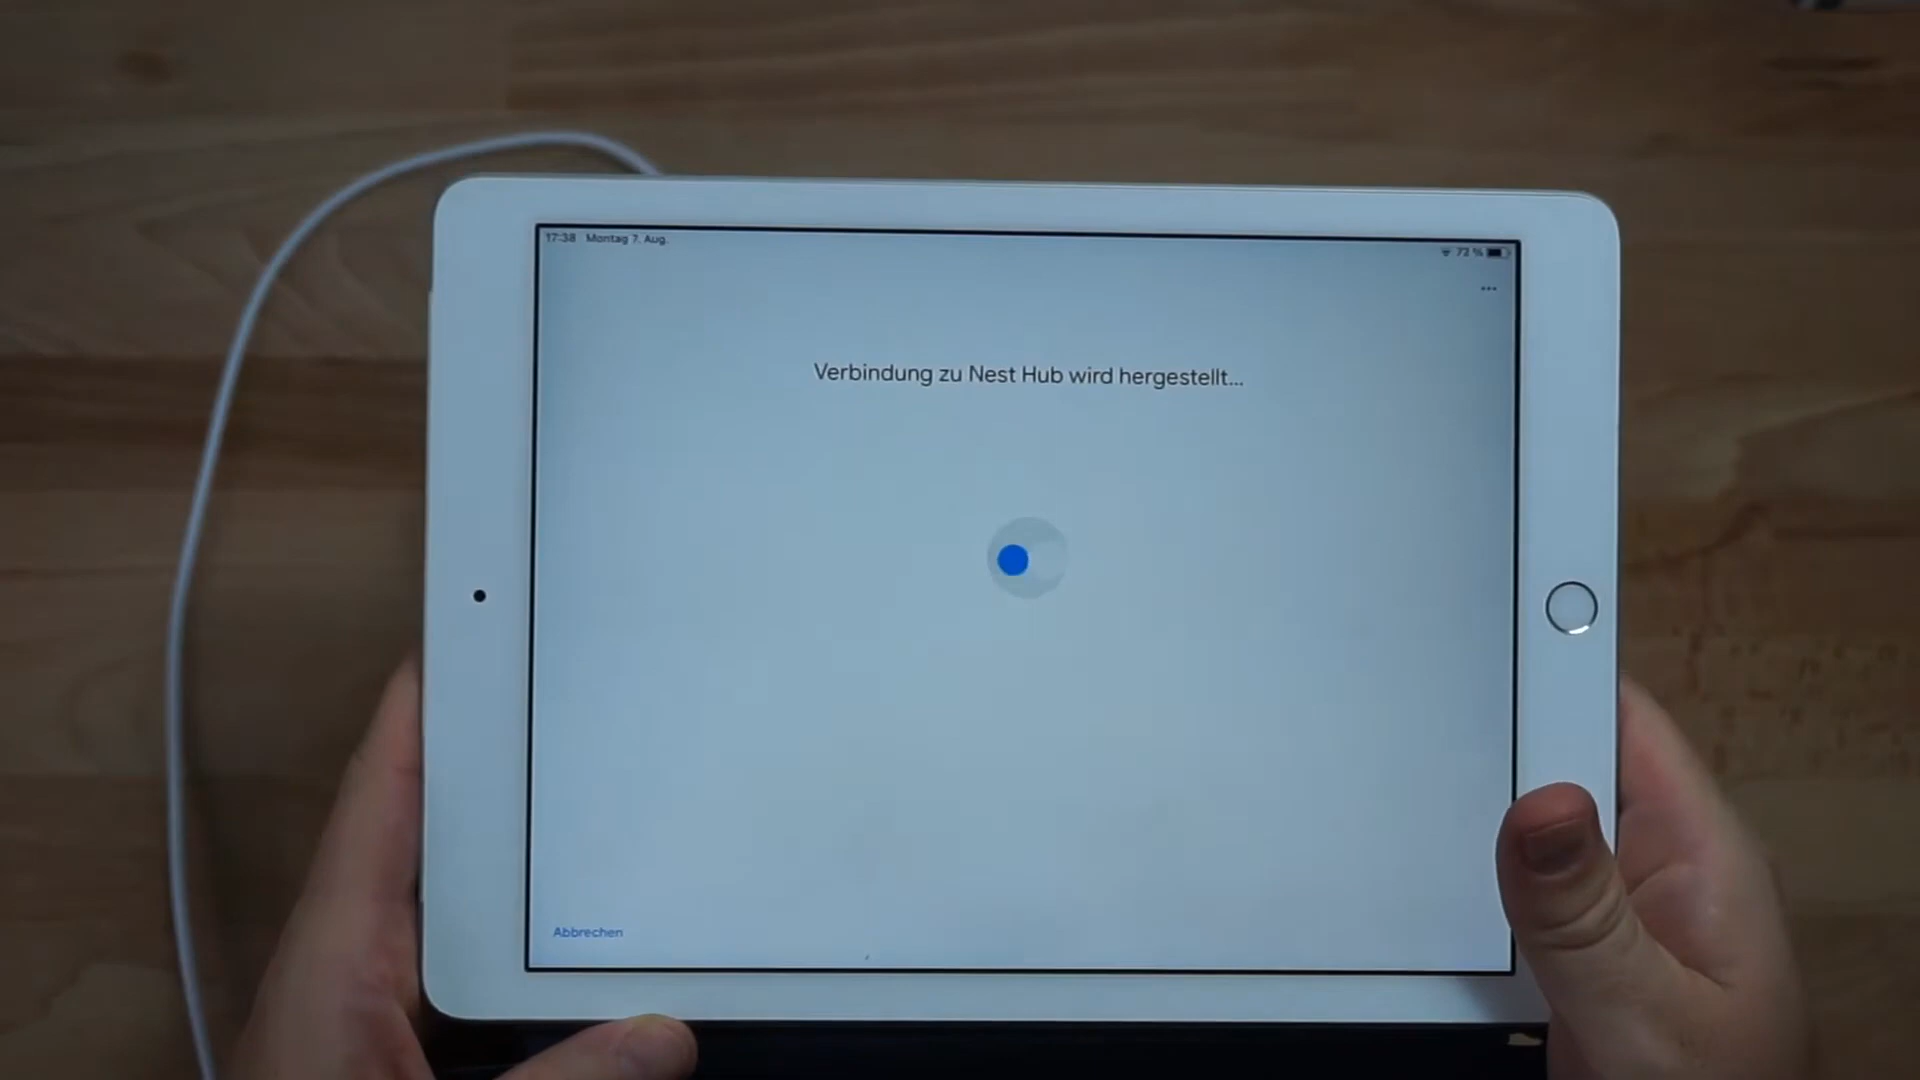 17:38 Montag 7. Aug.
72 %
Verbindung zu Nest Hub wird hergestellt...
Abbrechen